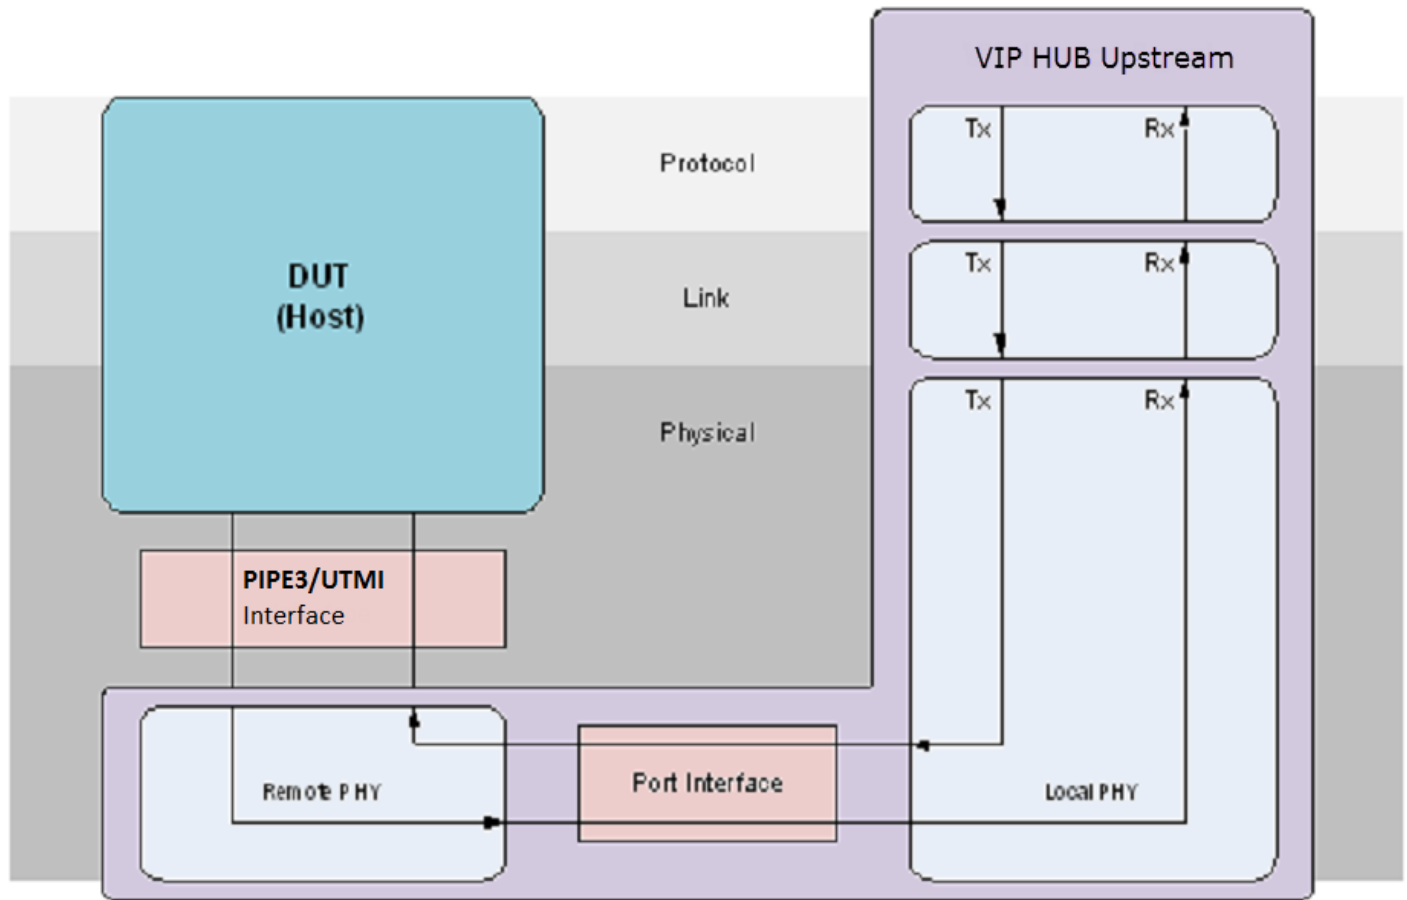 VIP HUB Upstream
Tx
Rx
Protocol
DUT
(Host)
Link
Tx
Rx
Physical
Tx
Rx
PIPE3/UTMI
Interface
Remote PHY
Port Interface
Local PHY